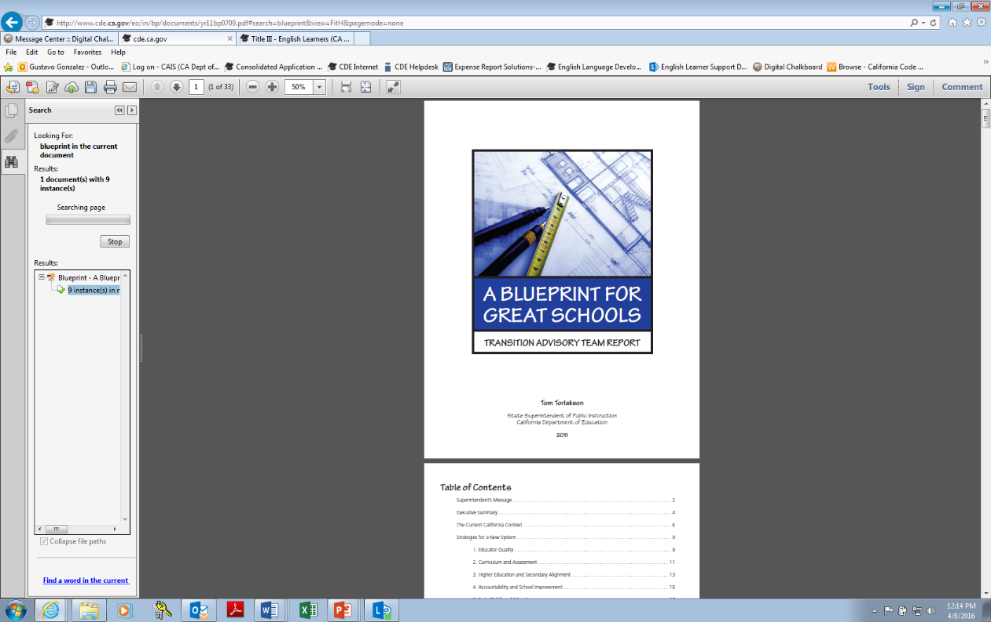 http://www.cde.ca.gov/eo/in/bp/documents/yr11bp0709.pdf#search=blueprint&view=FitH&pagemode=none
Message Center :: Digital Chal... cde.ca.gov Title III - English Learners (CA ...
File Edit Go to Favorites Help
Gustavo Gonzalez - Outlo... Log on - CAIS (CA Dept of... Consolidated Application ... CDE Internet CDE Helpdesk Expense Report Solutions-... English Language Develo... English Learner Support D... Digital Chalkboard Browse - California Code ...
1 (1 of 33) 50% Tools Sign Comment
Search
Looking For:
blueprint in the current
document
Results:
1 document(s) with 9
instance(s)
Searching page
Stop
Results:
Blueprint - A Bluepr
9 instance(s) in r
Collapse file paths
Find a word in the current
A BLUEPRINT FOR
GREAT SCHOOLS
TRANSITION ADVISORY TEAM REPORT
Tom Torlakson
State Superintendent of Public Instruction
California Department of Education
2011
Table of Contents
Superintendent's Message 2
Executive Summary 4
The Current California Context 6
Strategies for a New System 9
1. Educator Quality 9
2. Curriculum and Assessment 11
3. Higher Education and Secondary Alignment 13
4. Accountability and School Improvement 16
12:14 PM
4/8/2016